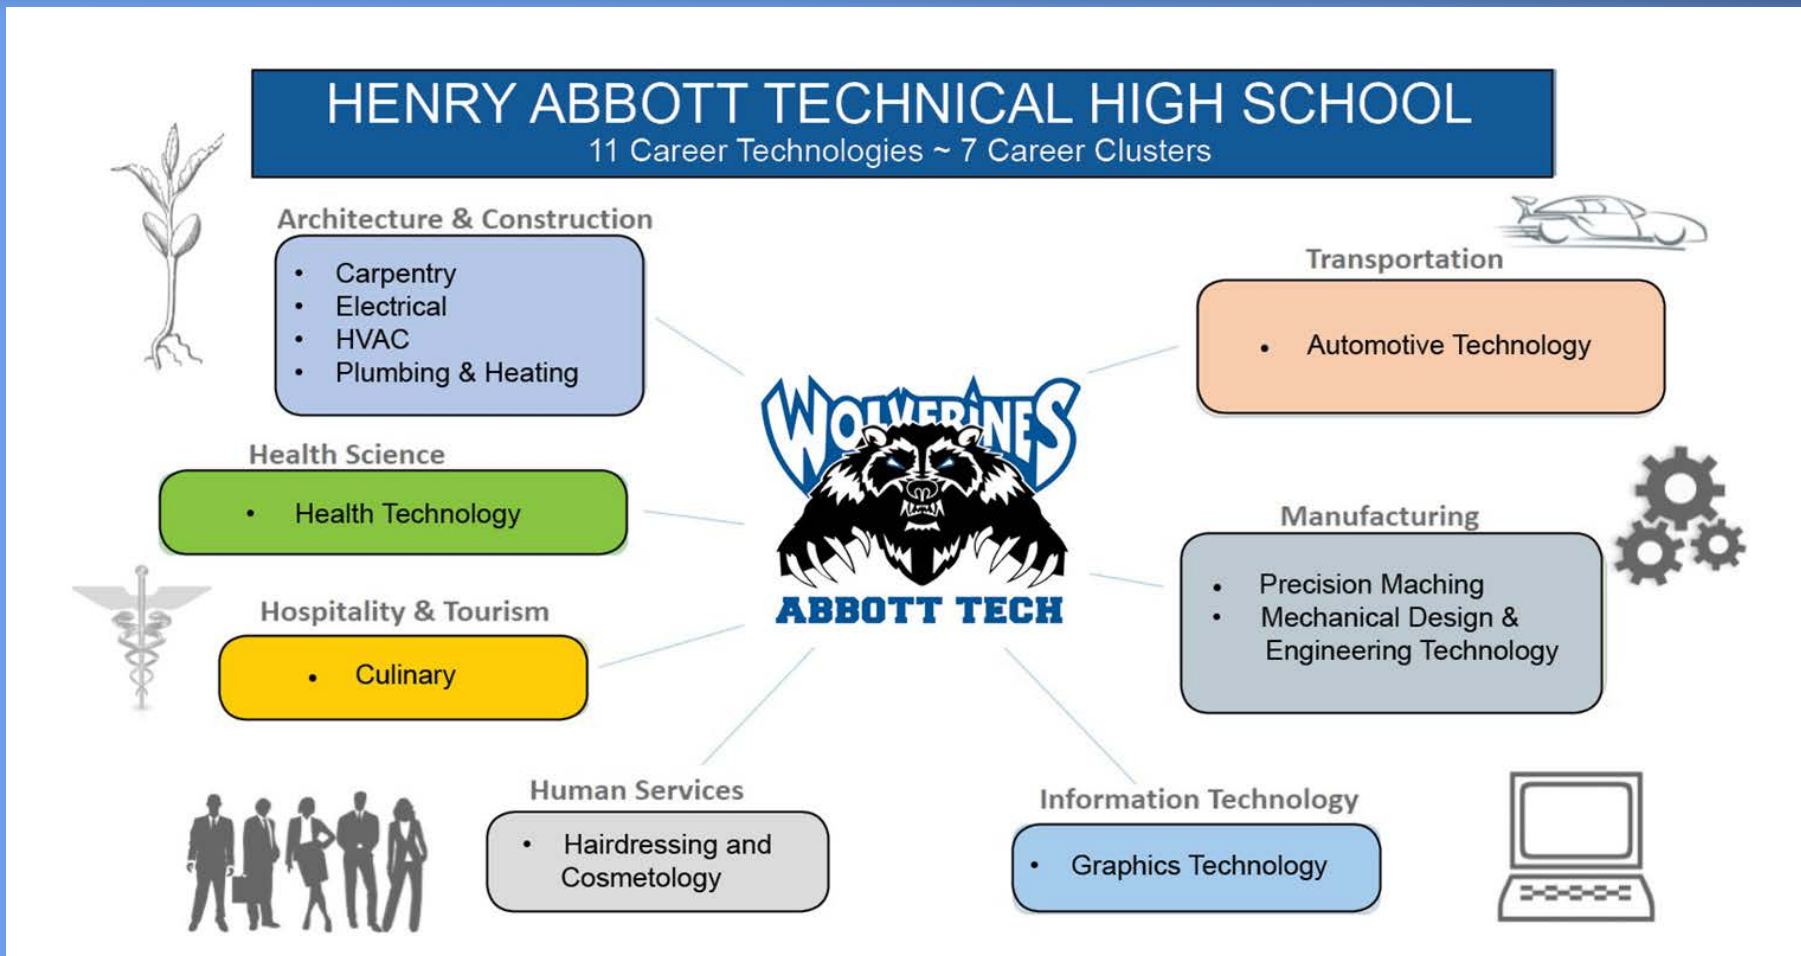 HENRY ABBOTT TECHNICAL HIGH SCHOOL
11 Career Technologies ~ 7 Career Clusters
Architecture & Construction
• Carpentry
• Electrical
• HVAC
• Plumbing & Heating
Health Science
• Health Technology
Hospitality & Tourism
• Culinary
Human Services
• Hairdressing and
Cosmetology
WOLVERINES
ABBOTT TECH
Transportation
• Automotive Technology
Manufacturing
• Precision Maching
• Mechanical Design &
Engineering Technology
Information Technology
• Graphics Technology